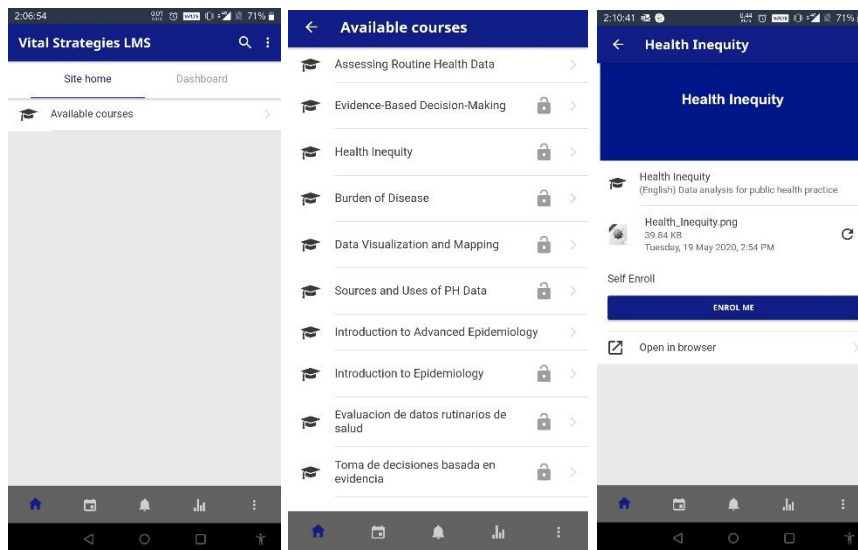 2:06:54
71%
Vital Strategies LMS
Site home
Dashboard
Available courses
Available courses
Assessing Routine Health Data
Evidence-Based Decision-Making
Health Inequity
Burden of Disease
Data Visualization and Mapping
Sources and Uses of PH Data
Introduction to Advanced Epidemiology
Introduction to Epidemiology
Evaluacion de datos rutinarios de
salud
Toma de decisiones basada en
evidencia
2:10:41
71%
Health Inequity
Health Inequity
Health Inequity
(English) Data analysis for public health practice
Health_Inequity.png
39.84 KB
Tuesday, 19 May 2020, 2:54 PM
Self Enroll
ENROL ME
Open in browser